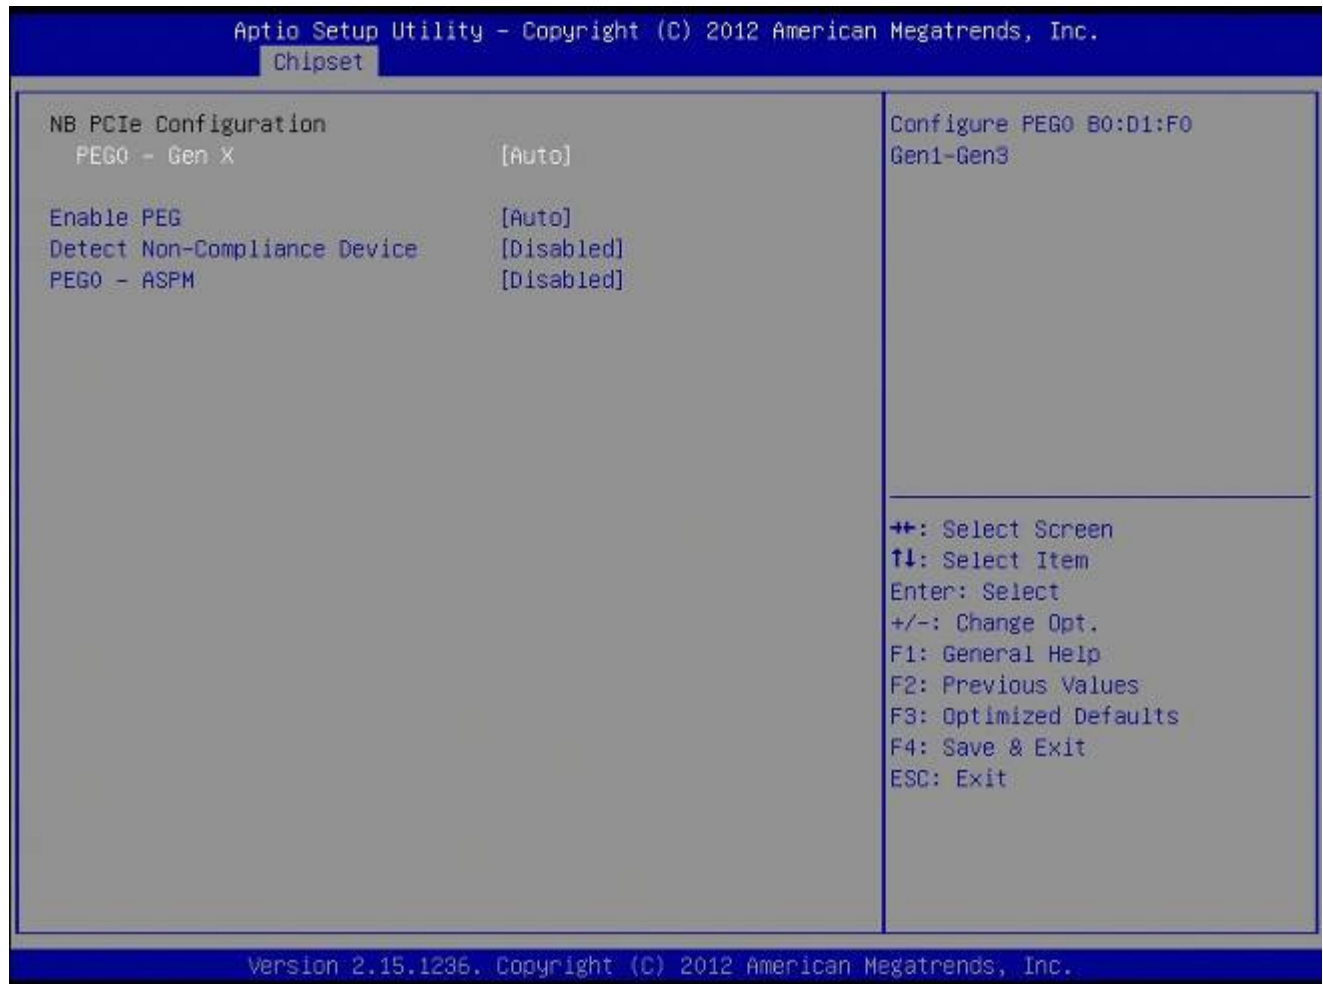 Aptio Setup Utility – Copyright (C) 2012 American Megatrends, Inc.
Chipset
NB PCIe Configuration
PEG0 – Gen X [Auto]
Enable PEG [Auto]
Detect Non-Compliance Device [Disabled]
PEG0 – ASPM [Disabled]
Configure PEG0 B0:D1:F0
Gen1-Gen3
→←: Select Screen
↑↓: Select Item
Enter: Select
+/-: Change Opt.
F1: General Help
F2: Previous Values
F3: Optimized Defaults
F4: Save & Exit
ESC: Exit
Version 2.15.1236. Copyright (C) 2012 American Megatrends, Inc.